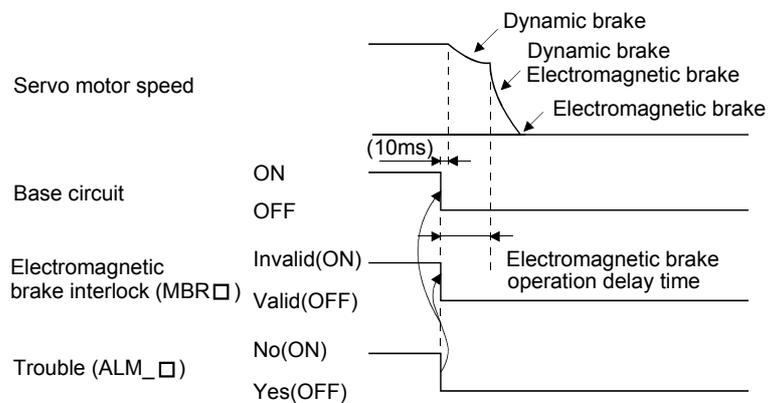 Dynamic brake
Dynamic brake
Electromagnetic brake
Servo motor speed
Electromagnetic brake
(10ms)
ON
Base circuit
OFF
Invalid(ON)
Electromagnetic brake
operation delay time
Electromagnetic
brake interlock (MBR□)
Valid(OFF)
No(ON)
Trouble (ALM_□)
Yes(OFF)